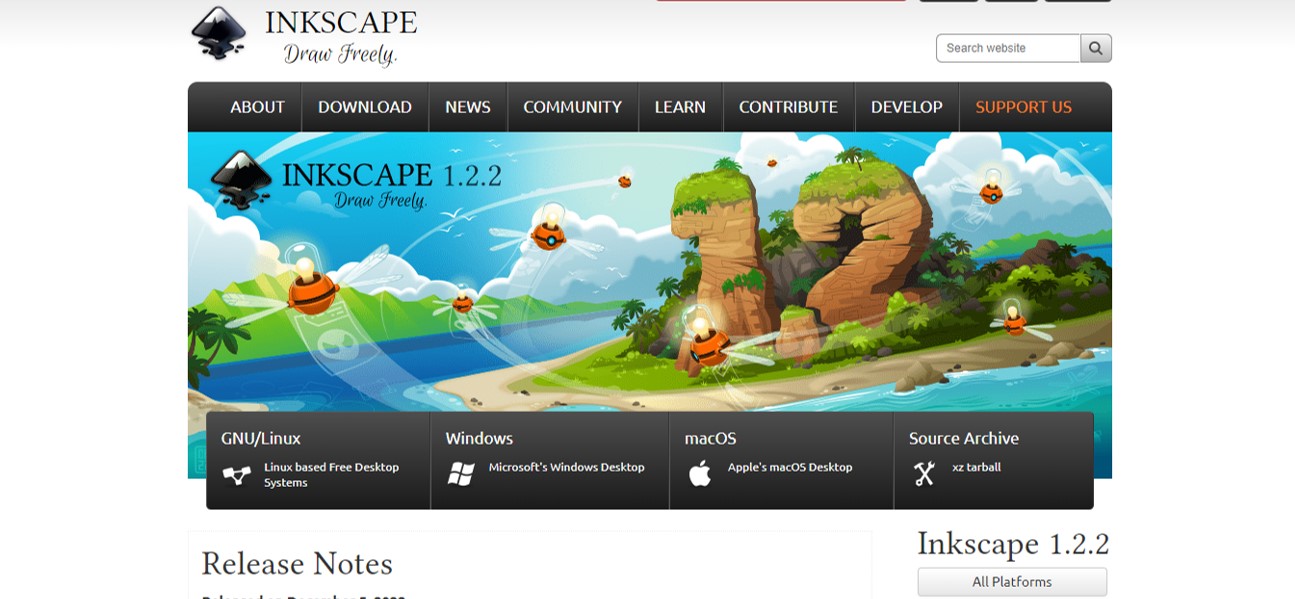 INKSCAPE
Draw Freely.
Search website
ABOUT
DOWNLOAD
NEWS
COMMUNITY
LEARN
CONTRIBUTE
DEVELOP
SUPPORT US
INKSCAPE 1.2.2
Draw Freely.
12
GNU/Linux
Linux based Free Desktop
Systems
Windows
Microsoft's Windows Desktop
macOS
Apple's macOS Desktop
Source Archive
xz tarball
Release Notes
Inkscape 1.2.2
All Platforms